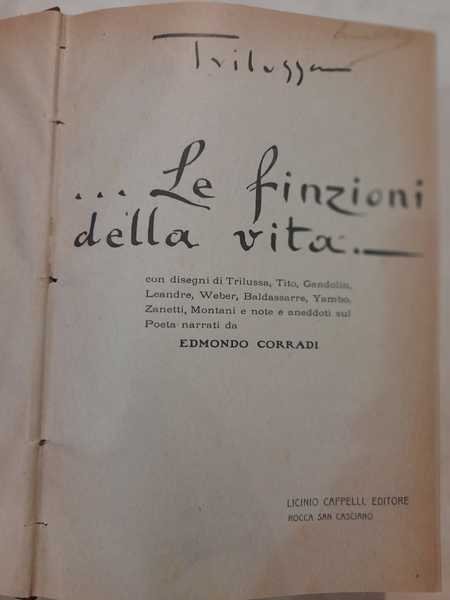 Trilussa
... Le finzioni
della vita.
con disegni di Trilussa, Tito, Gandolin,
Leandre, Weber, Baldassarre, Yambo,
Zanetti, Montani e note e aneddoti sul
Poeta narrati da
EDMONDO CORRADI
LICINIO CAPPELLI, EDITORE
ROCCA SAN CASCIANO